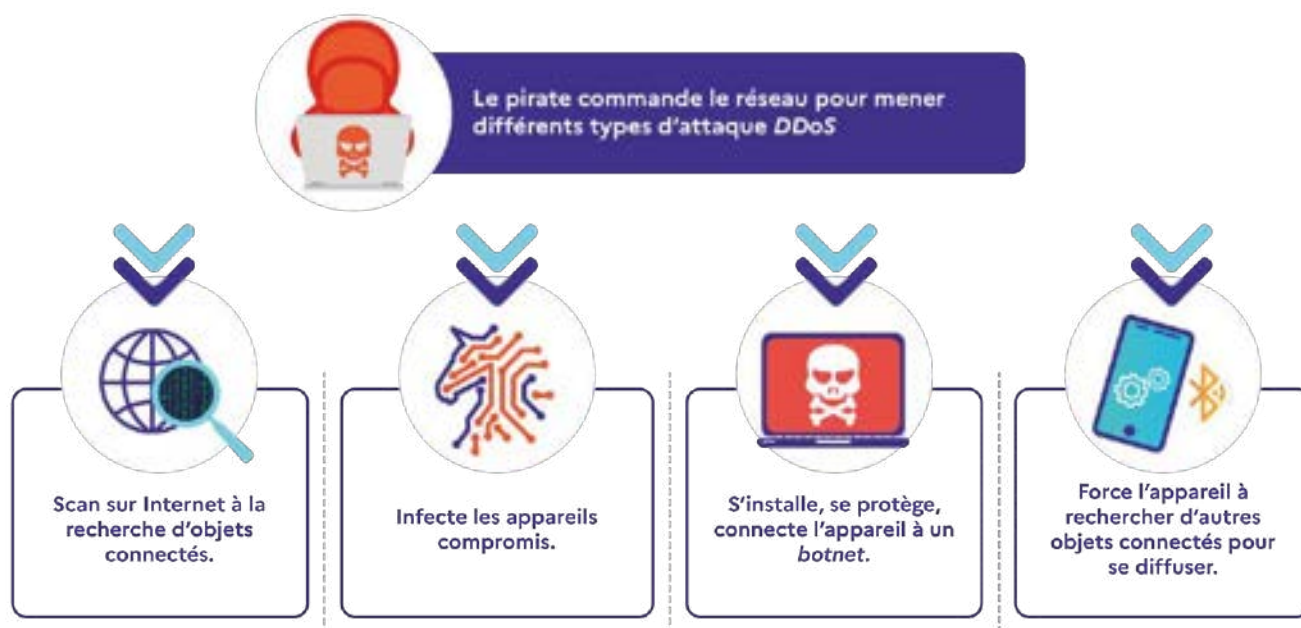 Le pirate commande le réseau pour mener
différents types d'attaque DDoS
Scan sur Internet à la
recherche d'objets
connectés.
Infecte les appareils
compromis.
S'installe, se protège,
connecte l'appareil à un
botnet.
Force l'appareil à
rechercher d'autres
objets connectés pour
se diffuser.